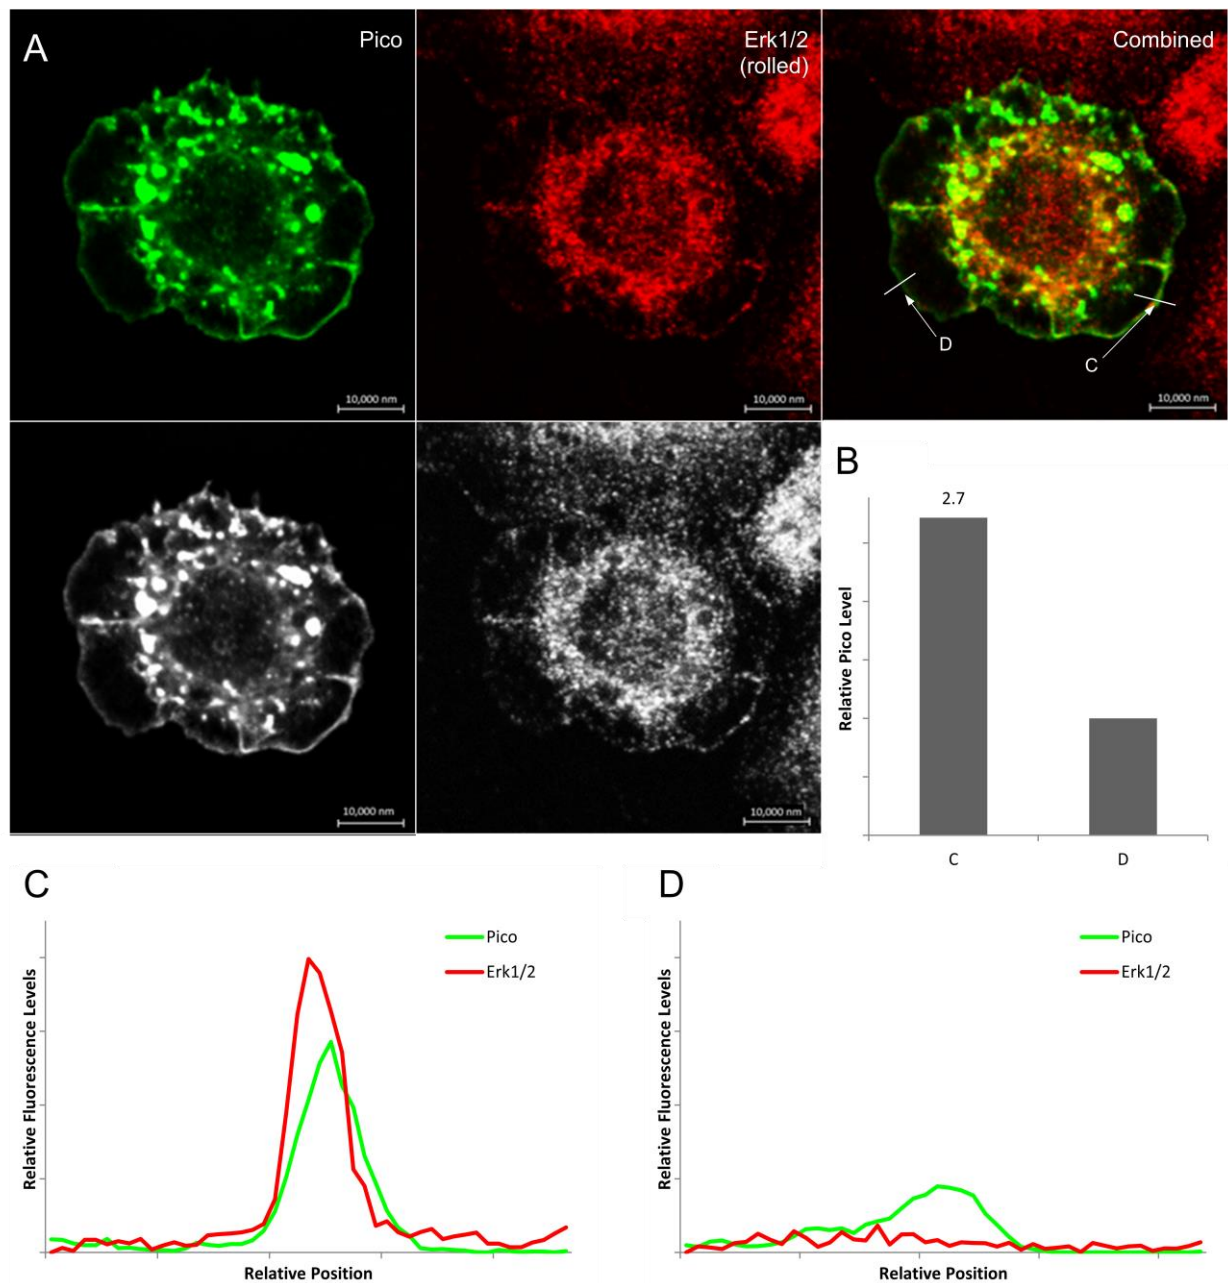 A
Pico
Erk1/2
(rolled)
Combined
D
C
10,000 nm
10,000 nm
10,000 nm
10,000 nm
10,000 nm
B
2.7
Relative Pico Level
C
D
C
Pico
Erk1/2
Relative Fluorescence Levels
Relative Position
D
Pico
Erk1/2
Relative Fluorescence Levels
Relative Position